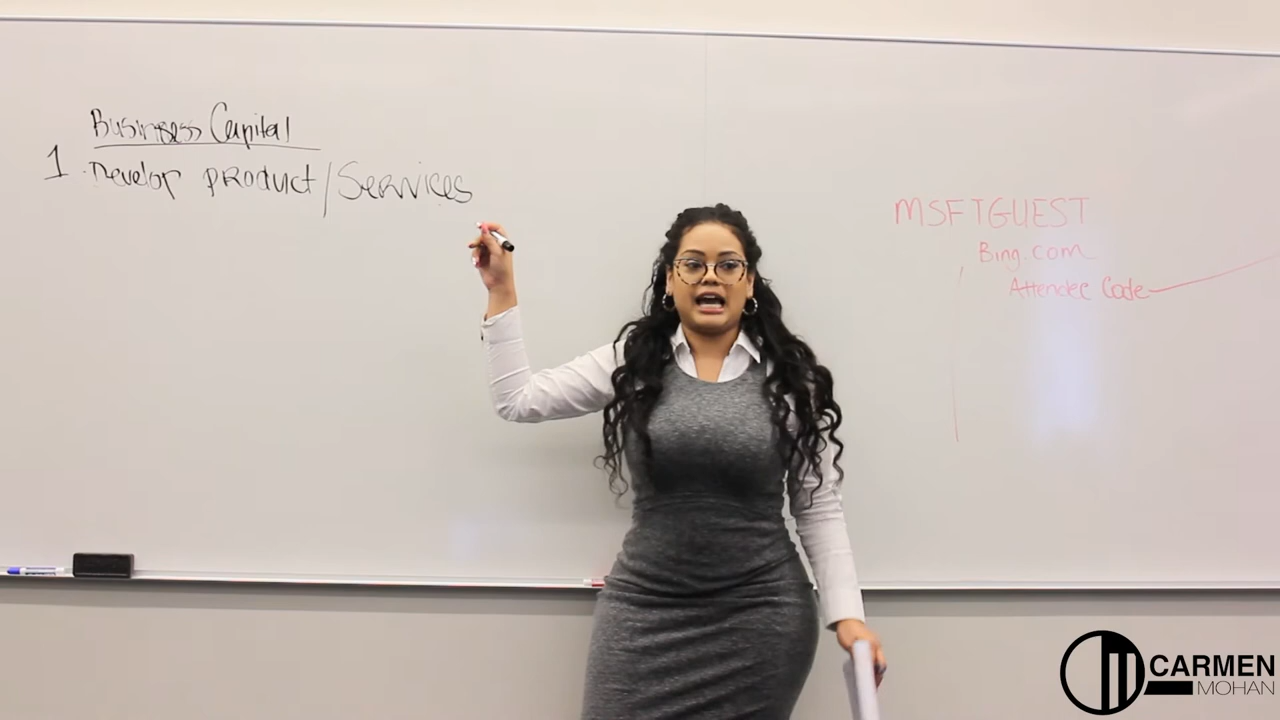 Business Capital
1. Develop PRoduct/Services
MSFTGUEST
Bing.com
Attendee Code
CARMEN
MOHAN